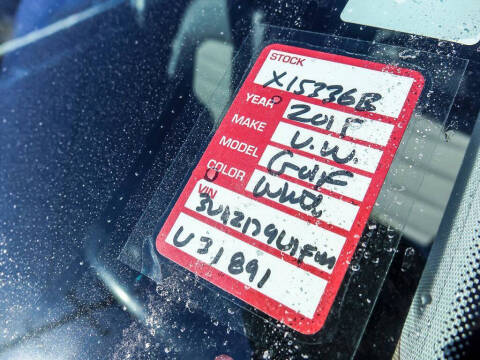 STOCK
X15336B
YEAR 2015
MAKE V.W.
MODEL Golf
COLOR White
VIN
U31891